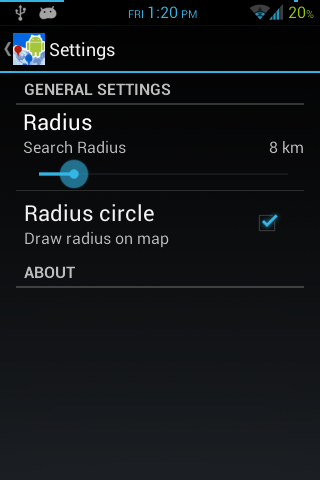 FRI 1:20 PM 20%
Settings
GENERAL SETTINGS
Radius
Search Radius 8 km
Radius circle
Draw radius on map
ABOUT